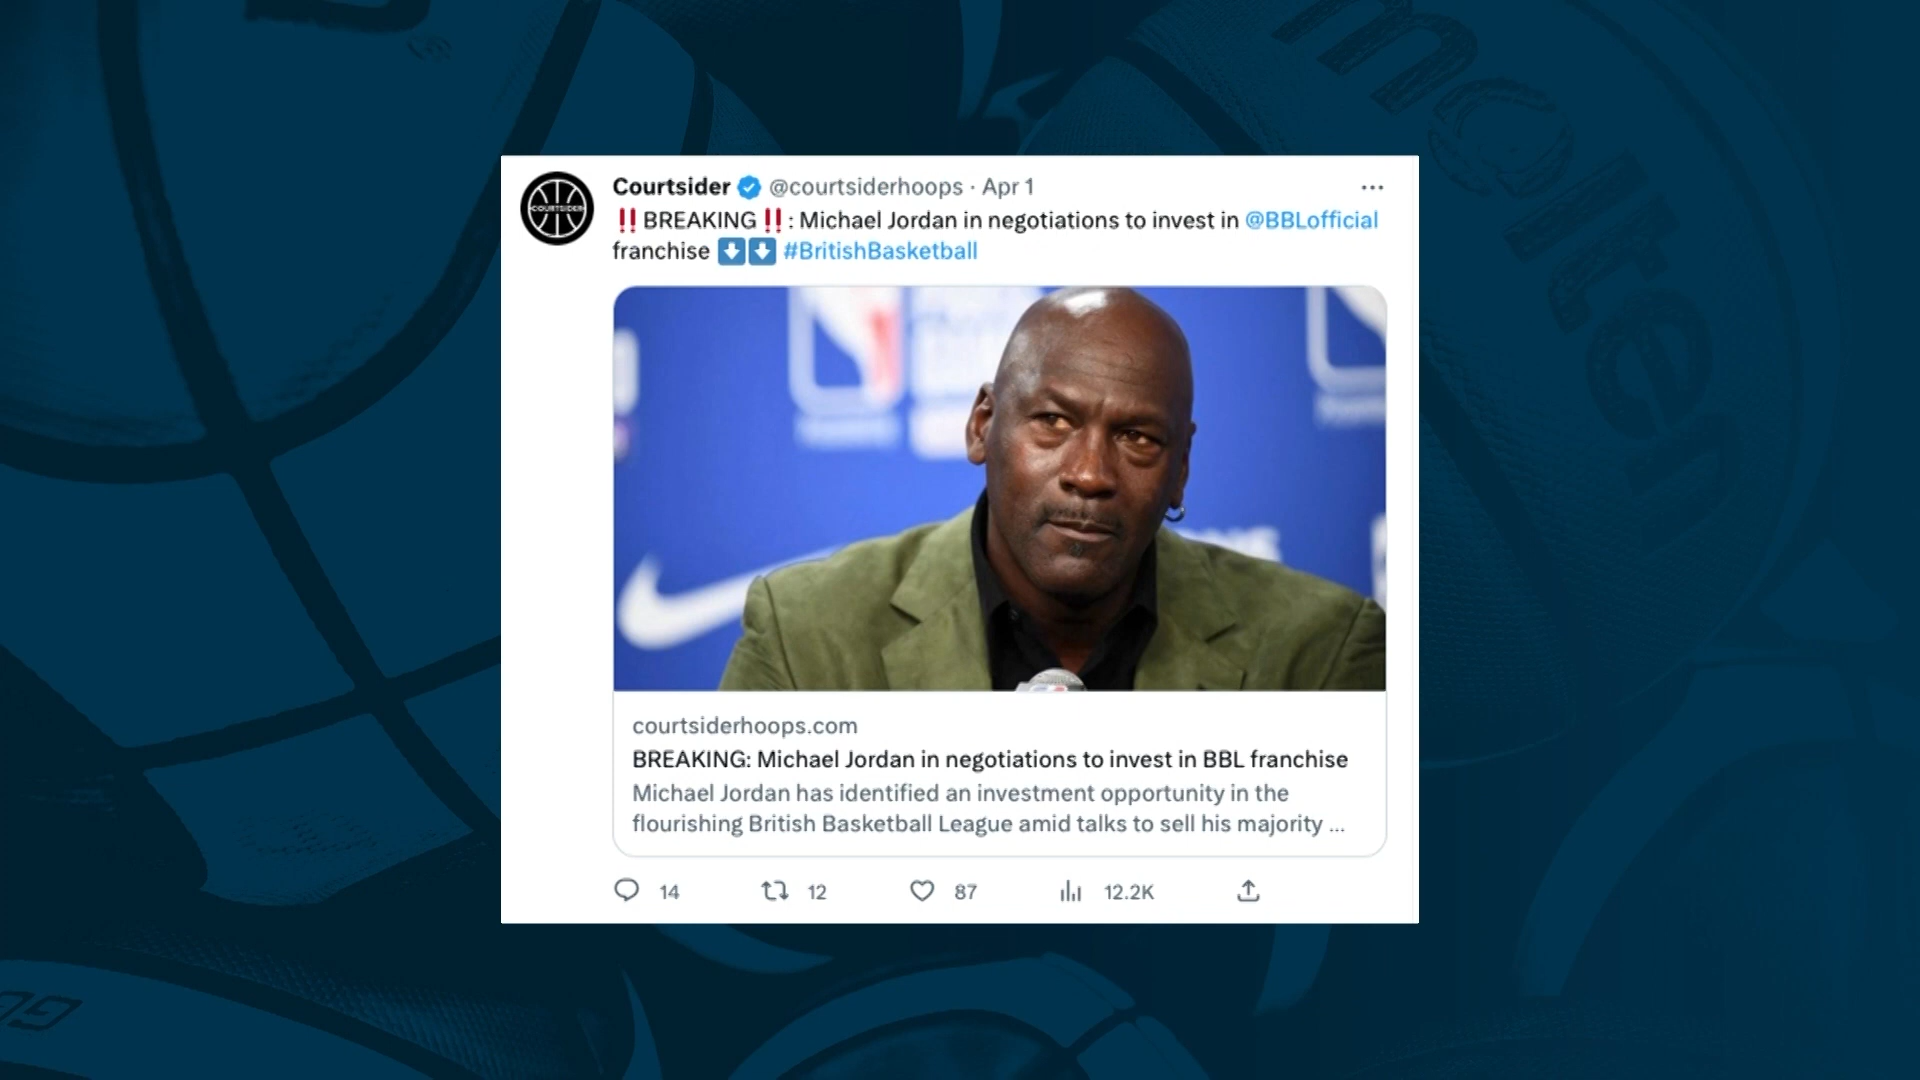 molten
Courtsider @courtsiderhoops · Apr 1
‼️BREAKING‼️: Michael Jordan in negotiations to invest in @BBLofficial
franchise ⬇️⬇️ #BritishBasketball
COURTSIDER
courtsiderhoops.com
BREAKING: Michael Jordan in negotiations to invest in BBL franchise
Michael Jordan has identified an investment opportunity in the
flourishing British Basketball League amid talks to sell his majority ...
14 12 87 12.2K